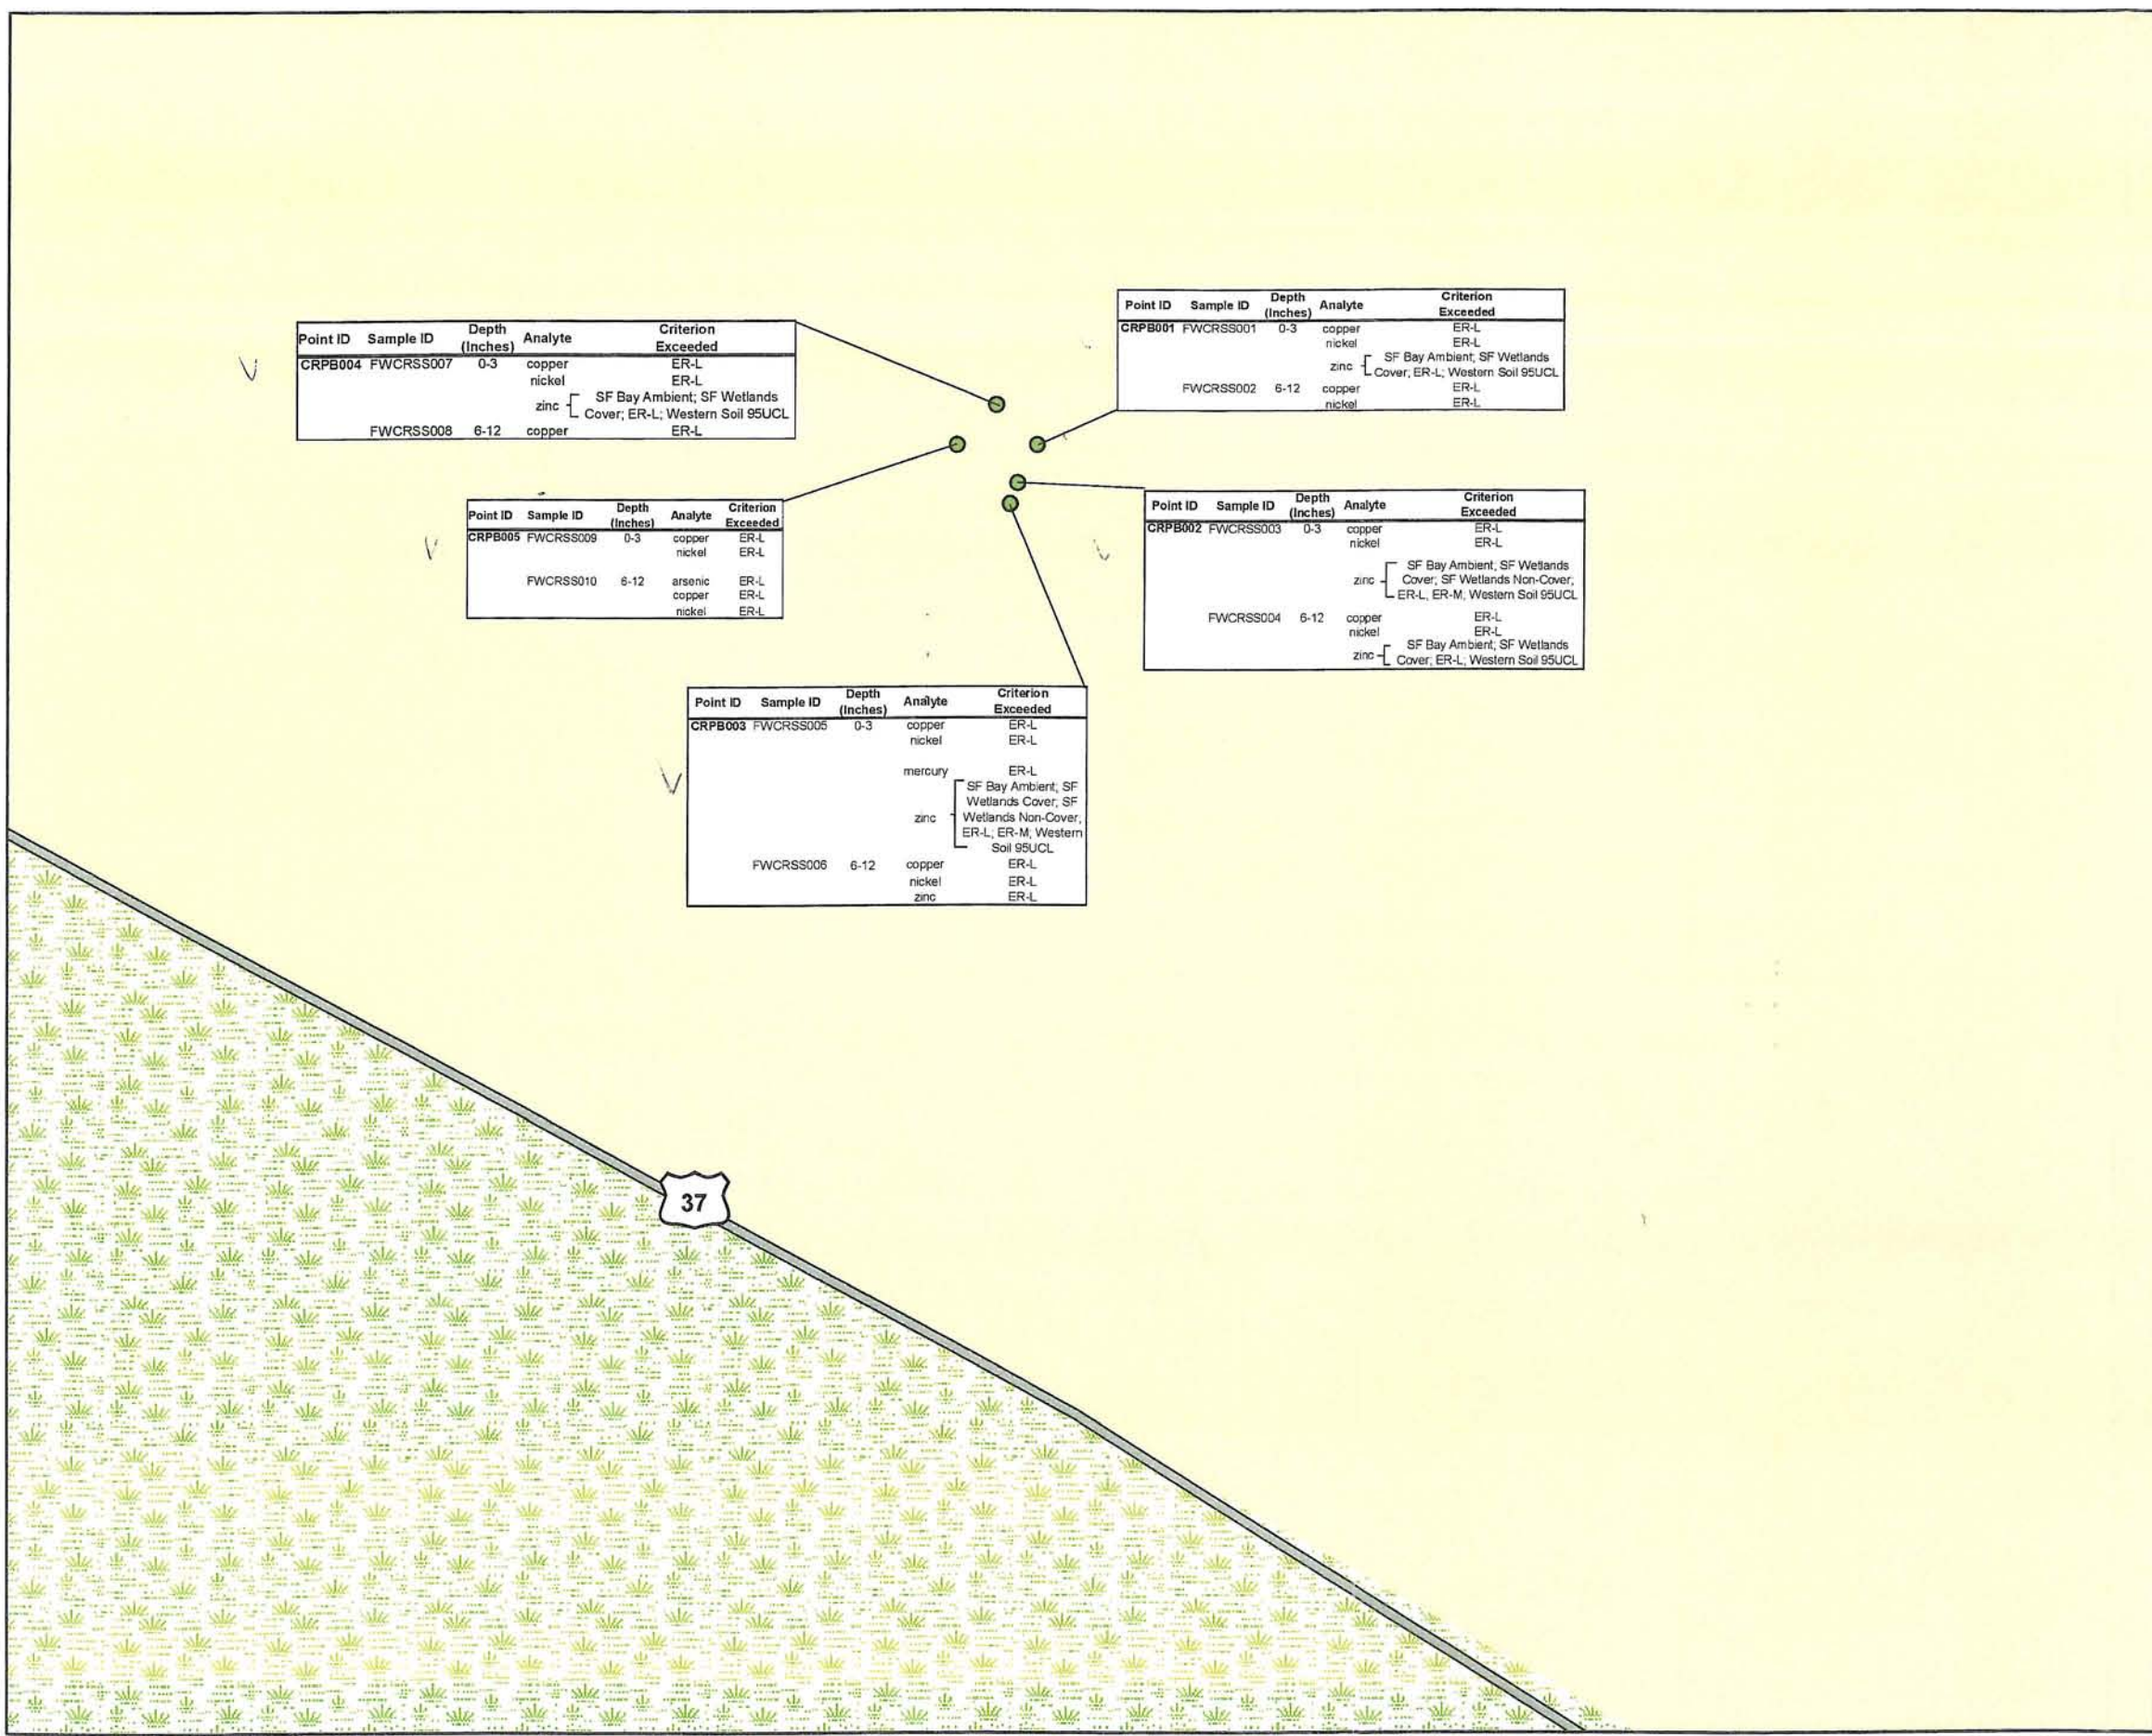 Point ID Sample ID Depth (Inches) Analyte Criterion Exceeded
CRPB004 FWCRSS007 0-3 copper ER-L
nickel ER-L
zinc SF Bay Ambient; SF Wetlands
Cover; ER-L; Western Soil 95UCL
FWCRSS008 6-12 copper ER-L
Point ID Sample ID Depth (Inches) Analyte Criterion Exceeded
CRPB001 FWCRSS001 0-3 copper ER-L
nickel ER-L
zinc SF Bay Ambient; SF Wetlands
Cover; ER-L; Western Soil 95UCL
FWCRSS002 6-12 copper ER-L
nickel ER-L
Point ID Sample ID Depth (Inches) Analyte Criterion Exceeded
CRPB005 FWCRSS009 0-3 copper ER-L
nickel ER-L
FWCRSS010 6-12 arsenic ER-L
copper ER-L
nickel ER-L
Point ID Sample ID Depth (Inches) Analyte Criterion Exceeded
CRPB002 FWCRSS003 0-3 copper ER-L
nickel ER-L
SF Bay Ambient; SF Wetlands
zinc Cover; SF Wetlands Non-Cover;
ER-L, ER-M; Western Soil 95UCL
FWCRSS004 6-12 copper ER-L
nickel ER-L
zinc SF Bay Ambient; SF Wetlands
Cover; ER-L; Western Soil 95UCL
Point ID Sample ID Depth (Inches) Analyte Criterion Exceeded
CRPB003 FWCRSS005 0-3 copper ER-L
nickel ER-L
mercury ER-L
SF Bay Ambient; SF
Wetlands Cover; SF
zinc Wetlands Non-Cover,
ER-L; ER-M; Western
Soil 95UCL
FWCRSS006 6-12 copper ER-L
nickel ER-L
zinc ER-L
37